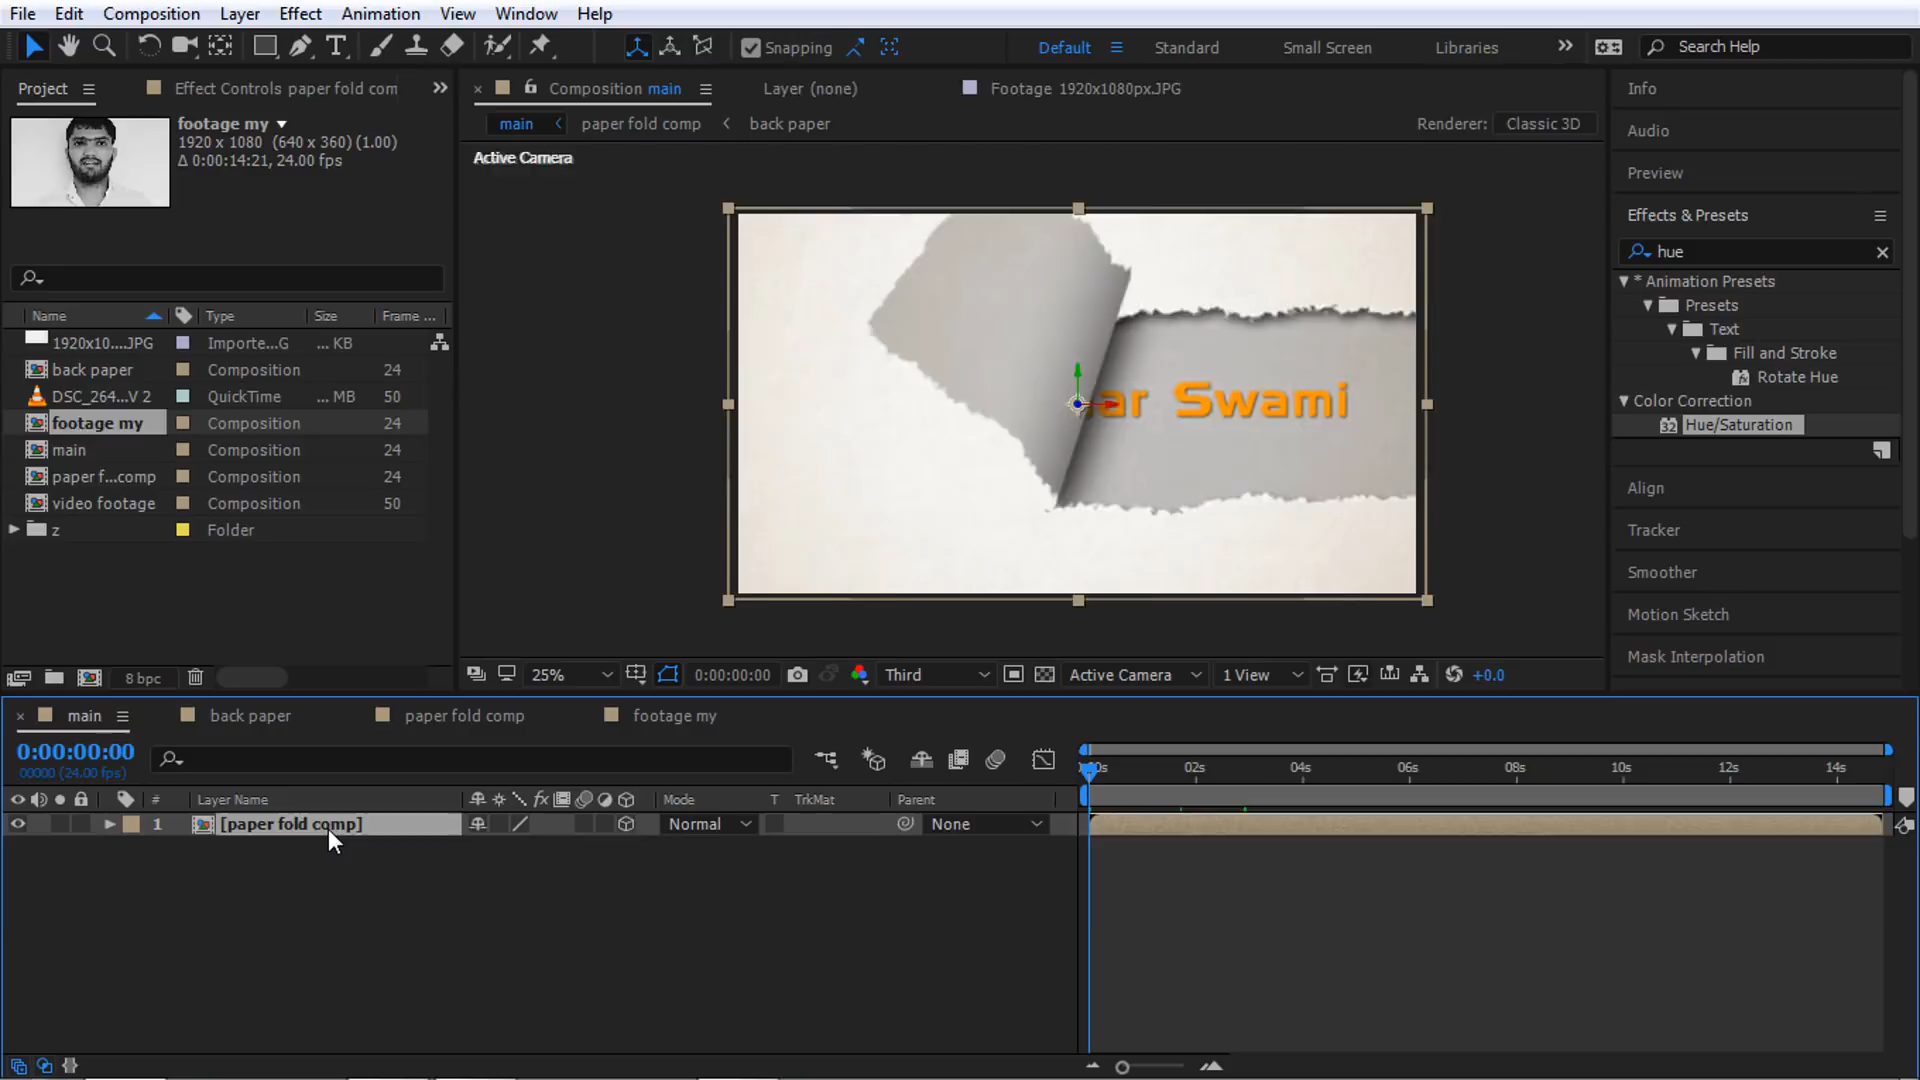 File Edit Composition Layer Effect Animation View Window Help
Snapping Default Standard Small Screen Libraries Search Help
Project Effect Controls paper fold com
footage my
1920 x 1080 (640 x 360) (1.00)
Δ 0:00:14:21, 24.00 fps
Name Type Size Frame ...
1920x10....JPG Importe...G ... KB
back paper Composition 24
DSC_264...V 2 QuickTime ... MB 50
footage my Composition 24
main Composition 24
paper f...comp Composition 24
video footage Composition 50
z Folder
8 bpc
Composition main Layer (none) Footage 1920x1080px.JPG
main paper fold comp back paper Renderer: Classic 3D
Active Camera
ar Swami
25% 0:00:00:00 Third Active Camera 1 View +0.0
Info
Audio
Preview
Effects & Presets
hue
* Animation Presets
Presets
Text
Fill and Stroke
Rotate Hue
Color Correction
32 Hue/Saturation
Align
Tracker
Smoother
Motion Sketch
Mask Interpolation
main back paper paper fold comp footage my
0:00:00:00
00000 (24.00 fps)
02s 04s 06s 08s 10s 12s 14s
# Layer Name fx Mode T TrkMat Parent
1 [paper fold comp] Normal None